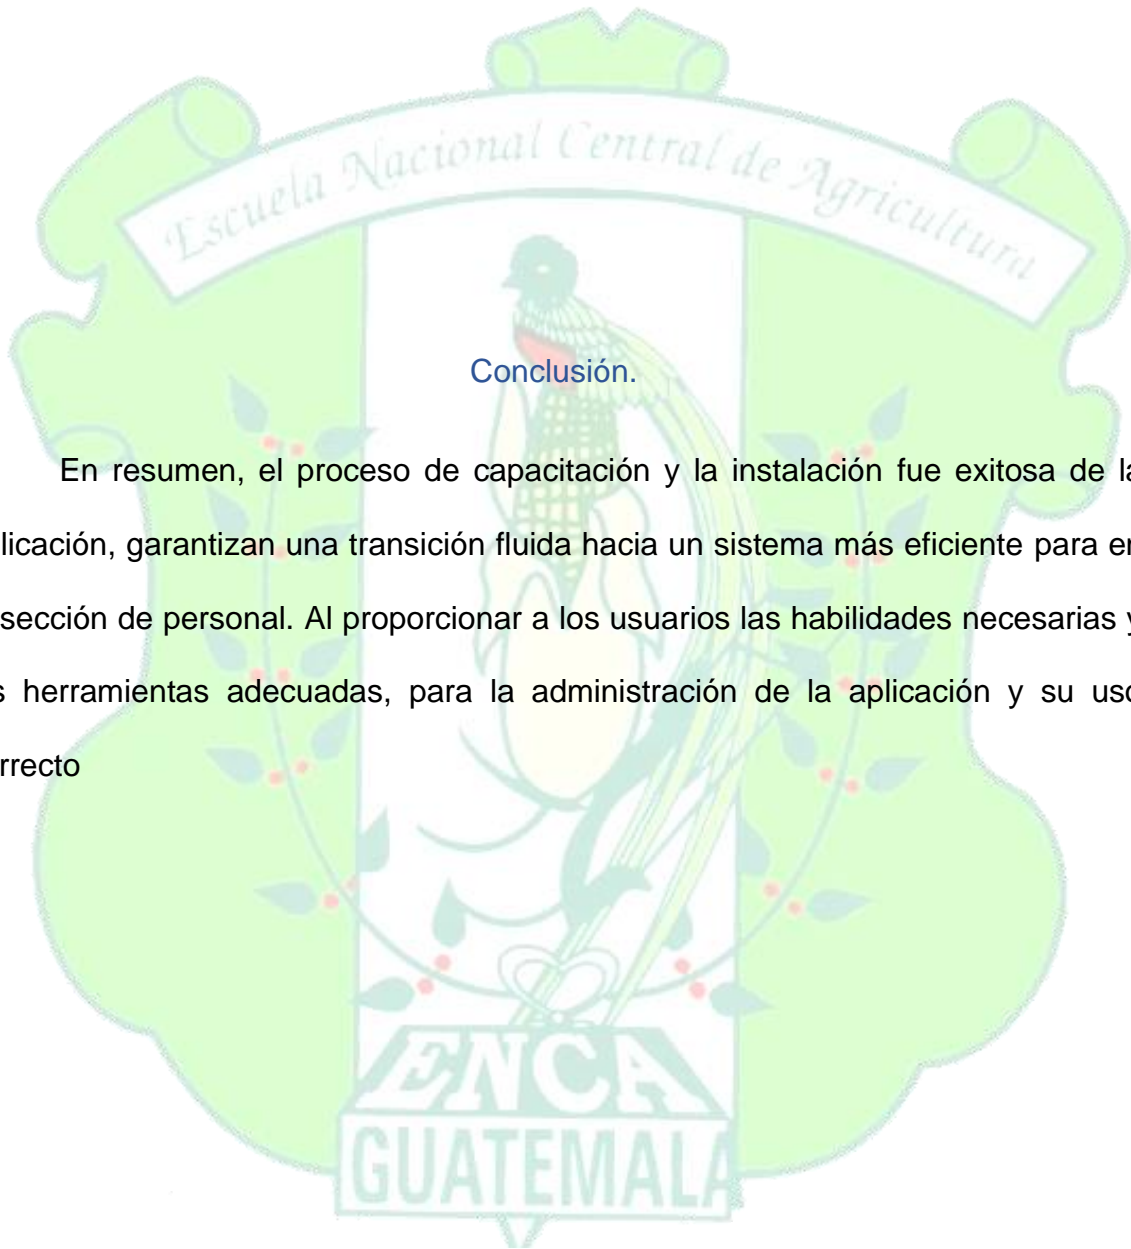 Escuela Nacional Central de Agricultura
Conclusión.
En resumen, el proceso de capacitación y la instalación fue exitosa de la
licación, garantizan una transición fluida hacia un sistema más eficiente para en
sección de personal. Al proporcionar a los usuarios las habilidades necesarias y
s herramientas adecuadas, para la administración de la aplicación y su uso
rrecto
ENCA
GUATEMALA